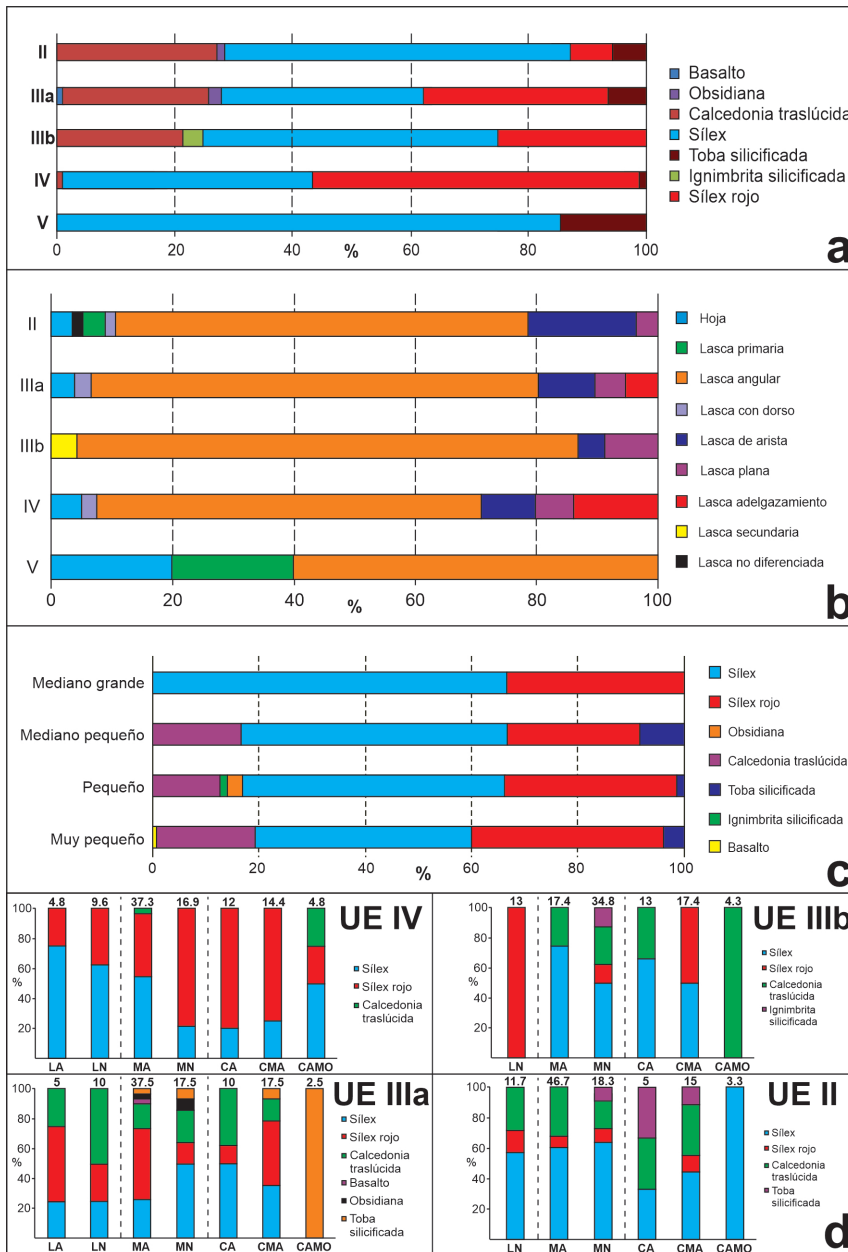 II
IIIa
IIIb
IV
V
0 20 40 % 60 80 100
Basalto
Obsidiana
Calcedonia traslúcida
Sílex
Toba silicificada
Ignimbrita silicificada
Sílex rojo
a
II
IIIa
IIIb
IV
V
0 20 40 % 60 80 100
Hoja
Lasca primaria
Lasca angular
Lasca con dorso
Lasca de arista
Lasca plana
Lasca adelgazamiento
Lasca secundaria
Lasca no diferenciada
b
Mediano grande
Mediano pequeño
Pequeño
Muy pequeño
0 20 40 % 60 80 100
Sílex
Sílex rojo
Obsidiana
Calcedonia traslúcida
Toba silicificada
Ignimbrita silicificada
Basalto
c
4.8 9.6 37.3 16.9 12 14.4 4.8
UE IV
100
80
60
%
40
20
LA LN MA MN CA CMA CAMO
Sílex
Sílex rojo
Calcedonia
traslúcida
13 17.4 34.8 13 17.4 4.3
UE IIIb
100
80
60
%
40
20
LN MA MN CA CMA CAMO
Sílex
Sílex rojo
Calcedonia
traslúcida
Ignimbrita
silicificada
5 10 37.5 17.5 10 17.5 2.5
UE IIIa
100
80
60
%
40
20
LA LN MA MN CA CMA CAMO
Sílex
Sílex rojo
Calcedonia
traslúcida
Basalto
Obsidiana
Toba
silicificada
11.7 46.7 18.3 5 15 3.3
UE II
100
80
60
%
40
20
LN MA MN CA CMA CAMO
Sílex
Sílex rojo
Calcedonia
traslúcida
Toba
silicificada
d